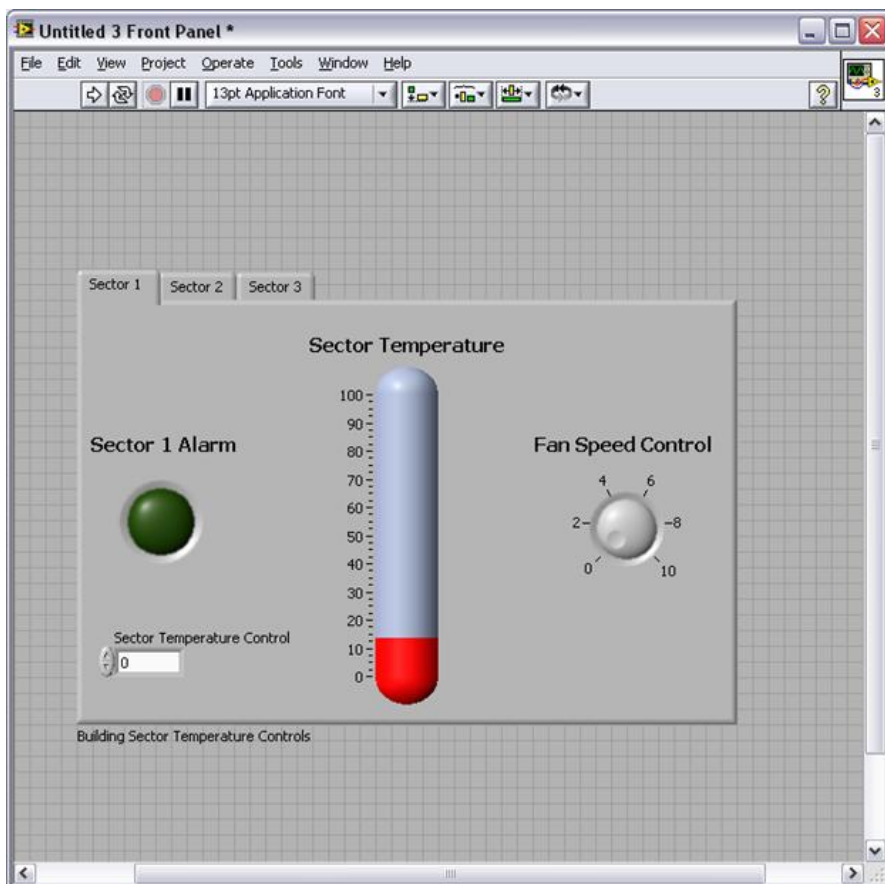 Untitled 3 Front Panel *
File Edit View Project Operate Tools Window Help
13pt Application Font
3
Sector 1 Sector 2 Sector 3
Sector Temperature
100
90
80
70
60
50
40
30
20
10
0
Sector 1 Alarm
Sector Temperature Control
0
Fan Speed Control
4 6
2 8
0 10
Building Sector Temperature Controls